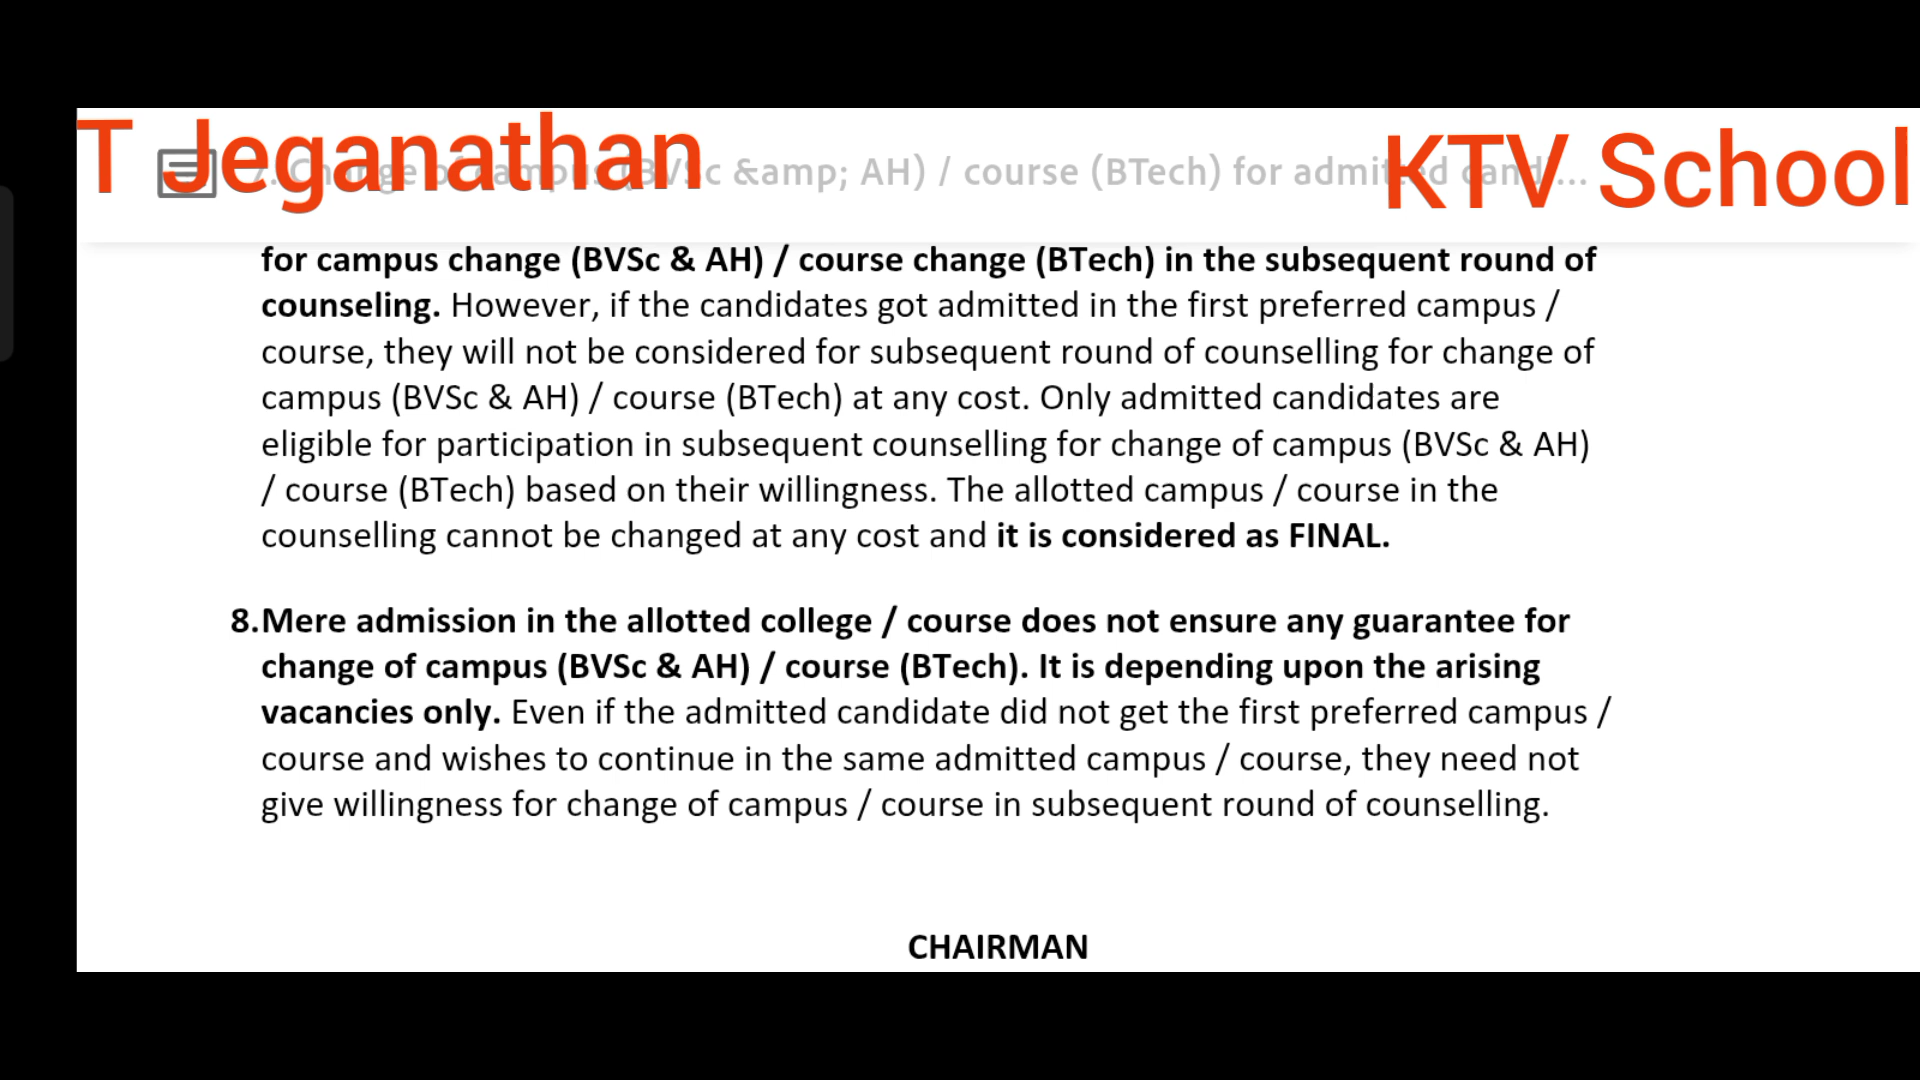 T Jeganathan KTV School
7. Change of campus (BVSc &amp; AH) / course (BTech) for admitted cand...
for campus change (BVSc & AH) / course change (BTech) in the subsequent round of
counseling. However, if the candidates got admitted in the first preferred campus /
course, they will not be considered for subsequent round of counselling for change of
campus (BVSc & AH) / course (BTech) at any cost. Only admitted candidates are
eligible for participation in subsequent counselling for change of campus (BVSc & AH)
/ course (BTech) based on their willingness. The allotted campus / course in the
counselling cannot be changed at any cost and it is considered as FINAL.
8.Mere admission in the allotted college / course does not ensure any guarantee for
change of campus (BVSc & AH) / course (BTech). It is depending upon the arising
vacancies only. Even if the admitted candidate did not get the first preferred campus /
course and wishes to continue in the same admitted campus / course, they need not
give willingness for change of campus / course in subsequent round of counselling.
CHAIRMAN